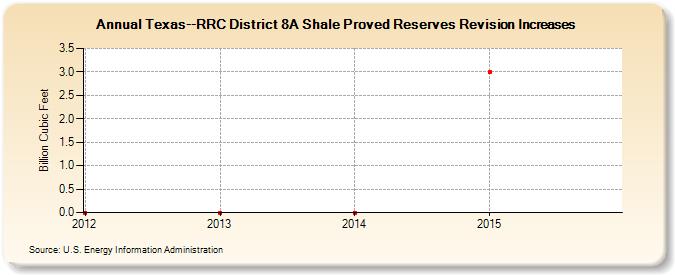 Annual Texas--RRC District 8A Shale Proved Reserves Revision Increases
Billion Cubic Feet
3.5
3.0
2.5
2.0
1.5
1.0
0.5
0.0
2012 2013 2014 2015
Source: U.S. Energy Information Administration